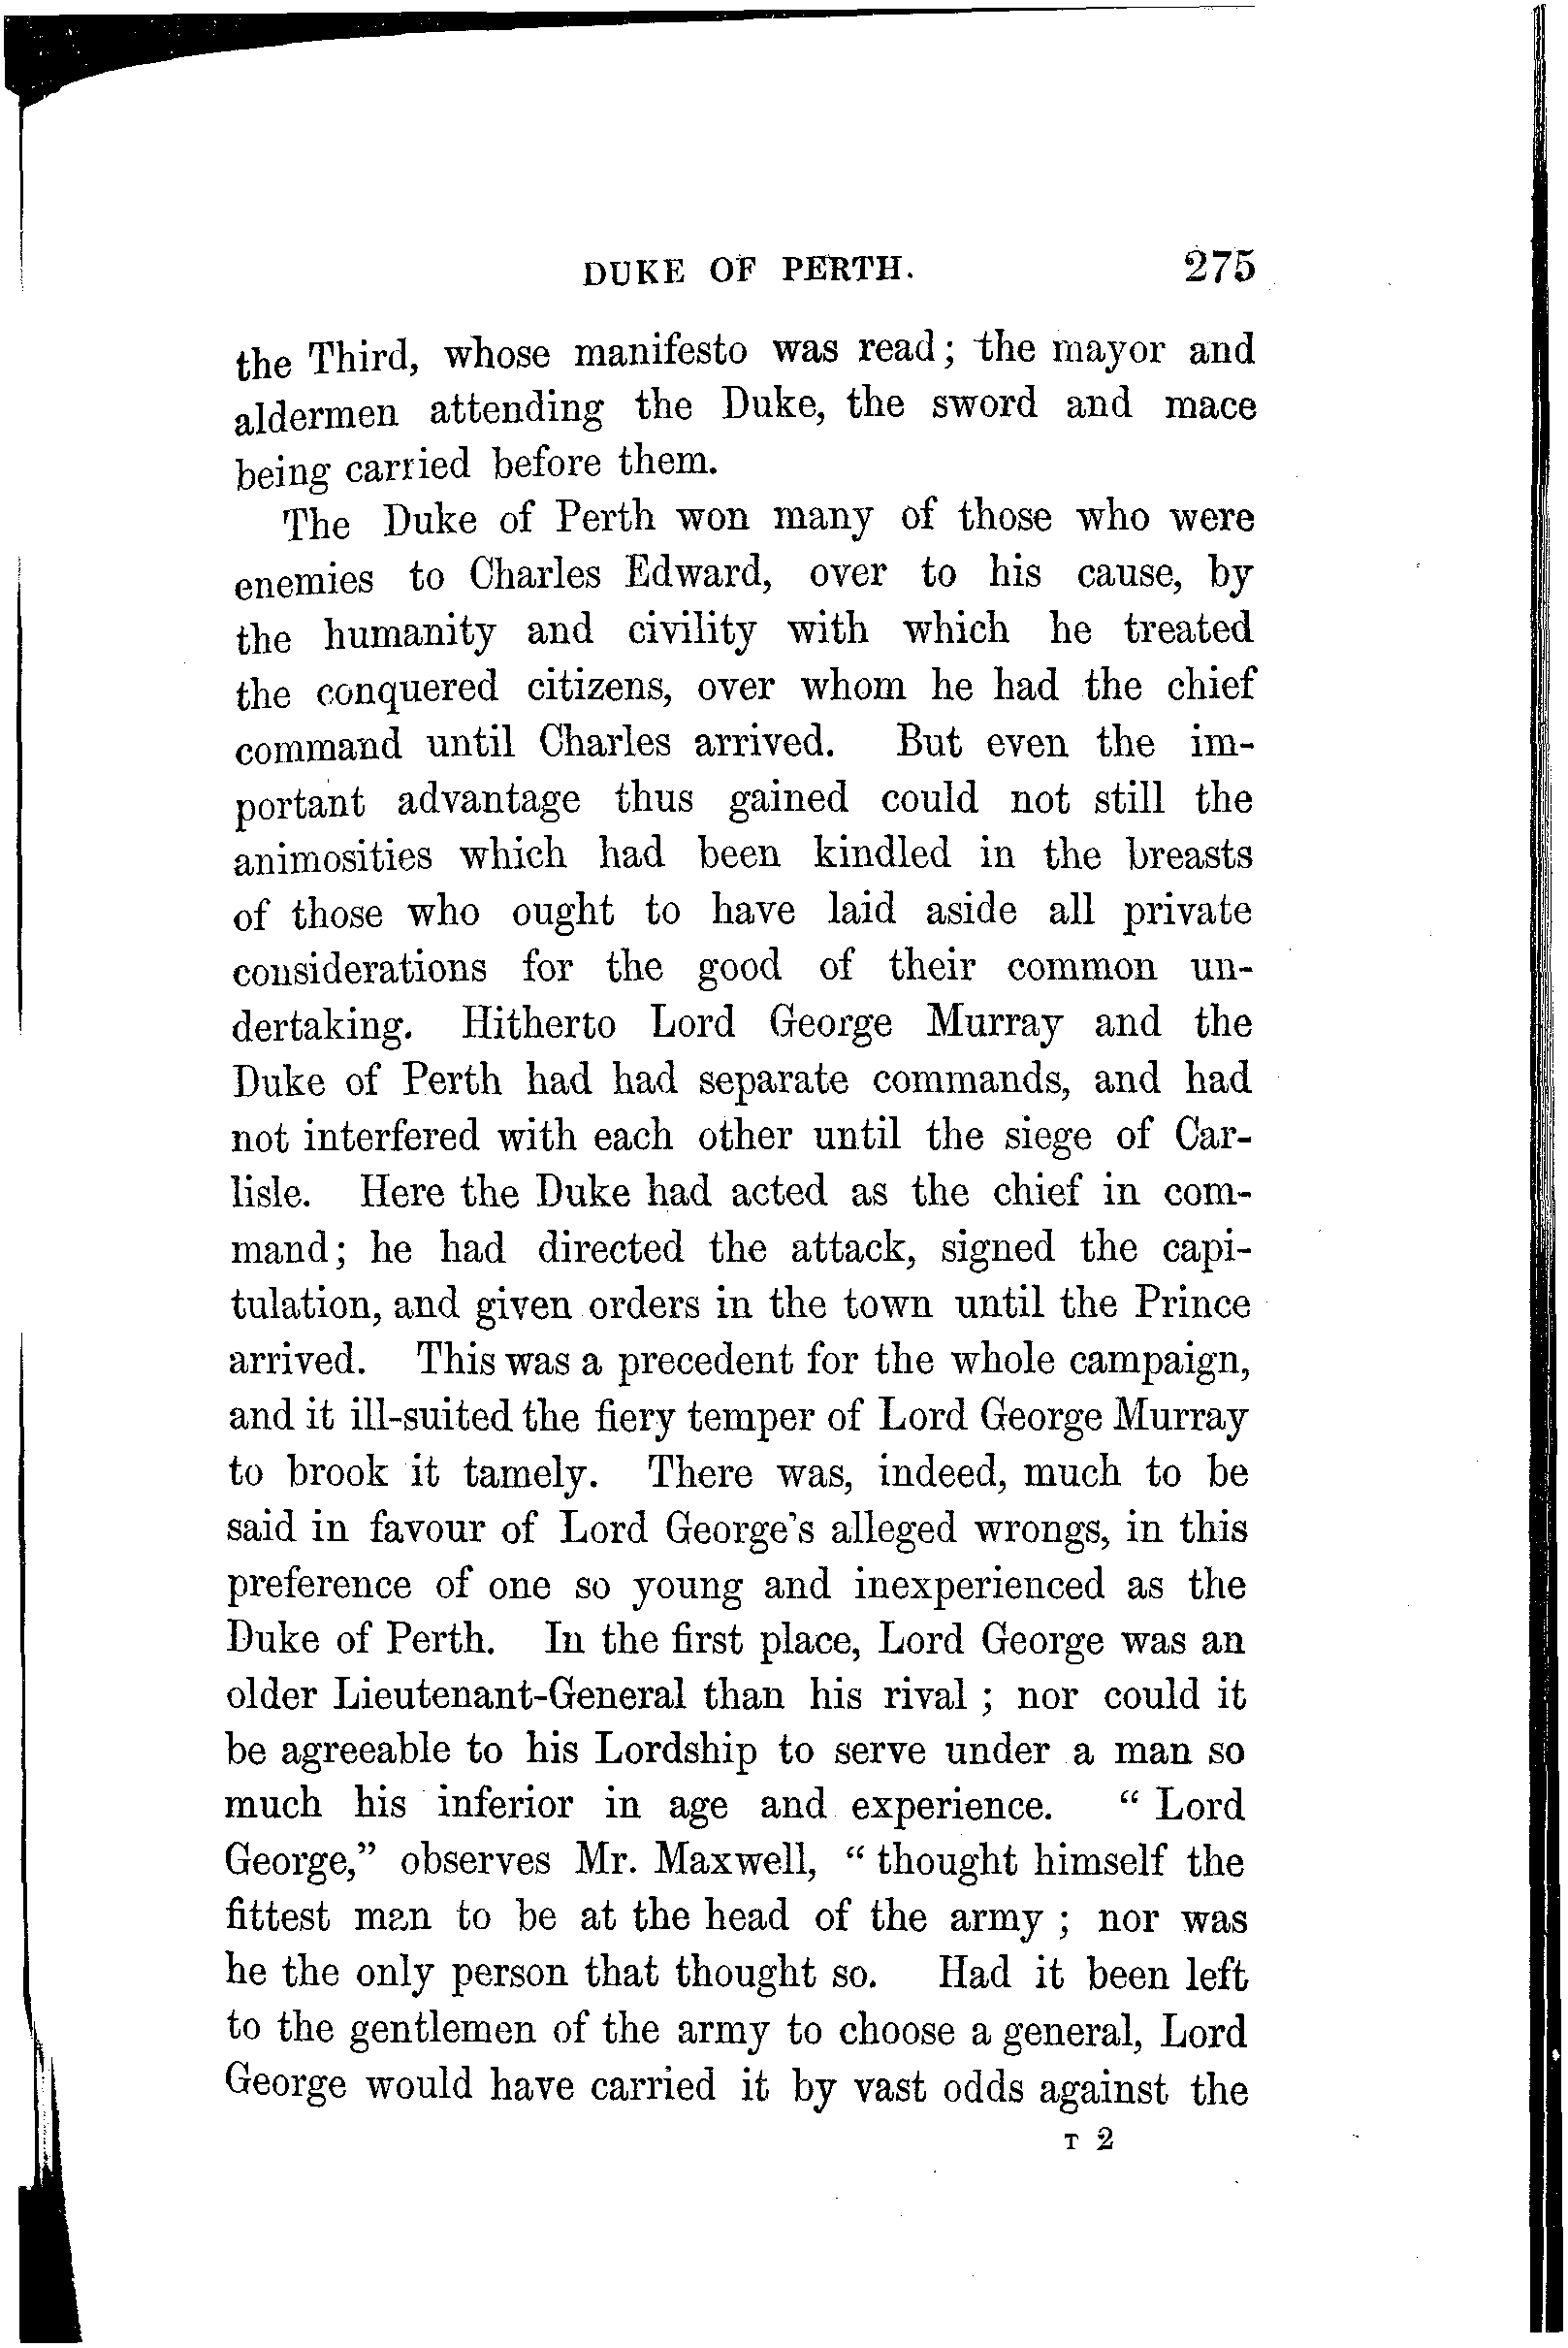 DUKE OF PERTH. 275
the Third, whose manifesto was read; the mayor and
aldermen attending the Duke, the sword and mace
being carried before them.
The Duke of Perth won many of those who were
enemies to Charles Edward, over to his cause, by
the humanity and civility with which he treated
the conquered citizens, over whom he had the chief
command until Charles arrived. But even the im-
portant advantage thus gained could not still the
animosities which had been kindled in the breasts
of those who ought to have laid aside all private
considerations for the good of their common un-
dertaking. Hitherto Lord George Murray and the
Duke of Perth had had separate commands, and had
not interfered with each other until the siege of Car-
lisle. Here the Duke had acted as the chief in com-
mand; he had directed the attack, signed the capi-
tulation, and given orders in the town until the Prince
arrived. This was a precedent for the whole campaign,
and it ill-suited the fiery temper of Lord George Murray
to brook it tamely. There was, indeed, much to be
said in favour of Lord George's alleged wrongs, in this
preference of one so young and inexperienced as the
Duke of Perth. In the first place, Lord George was an
older Lieutenant-General than his rival ; nor could it
be agreeable to his Lordship to serve under a man so
much his inferior in age and experience. “ Lord
George,” observes Mr. Maxwell, “ thought himself the
fittest man to be at the head of the army ; nor was
he the only person that thought so. Had it been left
to the gentlemen of the army to choose a general, Lord
George would have carried it by vast odds against the
T 2